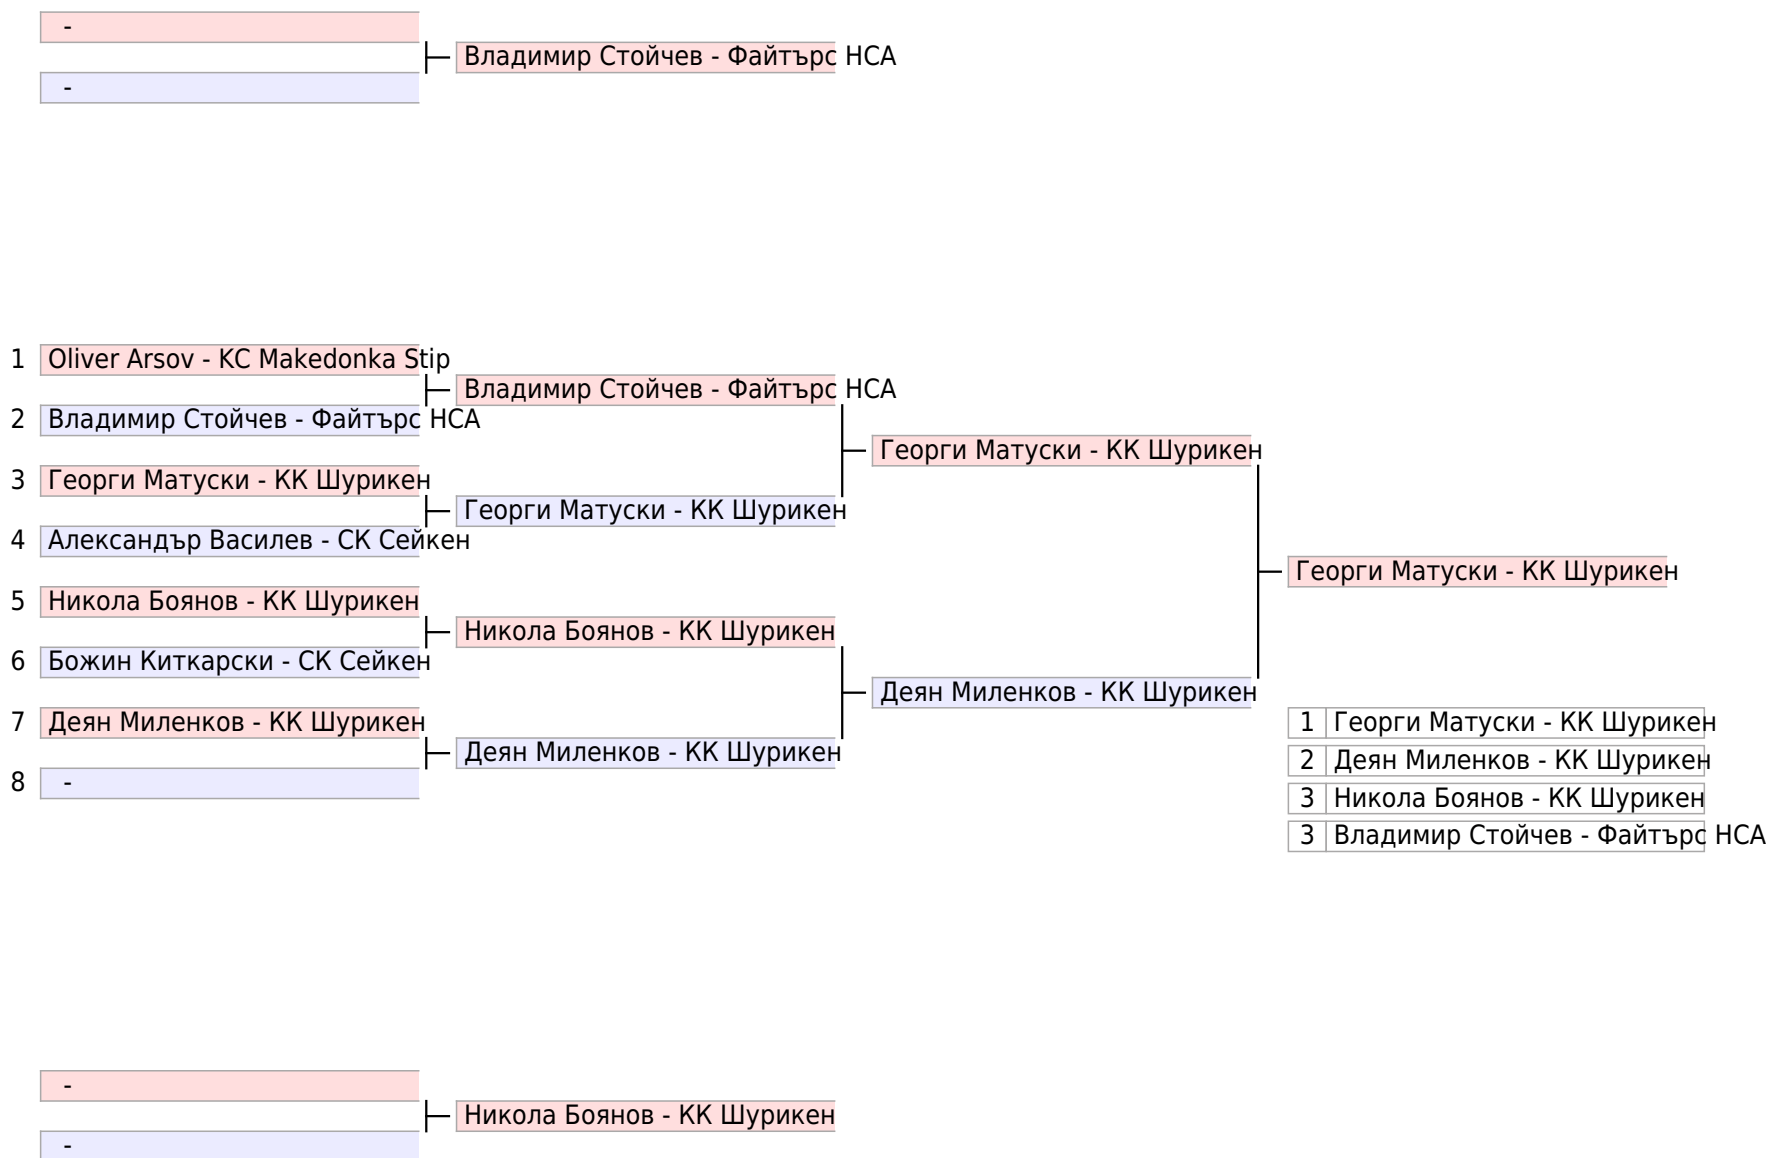 -
Владимир Стойчев - Файтърс НСА
-
1 Oliver Arsov - KC Makedonka Stip
Владимир Стойчев - Файтърс НСА
2 Владимир Стойчев - Файтърс НСА
Георги Матуски - КК Шурикен
3 Георги Матуски - КК Шурикен
Георги Матуски - КК Шурикен
4 Александър Василев - СК Сейкен
Георги Матуски - КК Шурикен
5 Никола Боянов - КК Шурикен
Никола Боянов - КК Шурикен
6 Божин Киткарски - СК Сейкен
Деян Миленков - КК Шурикен
7 Деян Миленков - КК Шурикен
1 Георги Матуски - КК Шурикен
Деян Миленков - КК Шурикен
2 Деян Миленков - КК Шурикен
8 -
3 Никола Боянов - КК Шурикен
3 Владимир Стойчев - Файтърс НСА
-
Никола Боянов - КК Шурикен
-